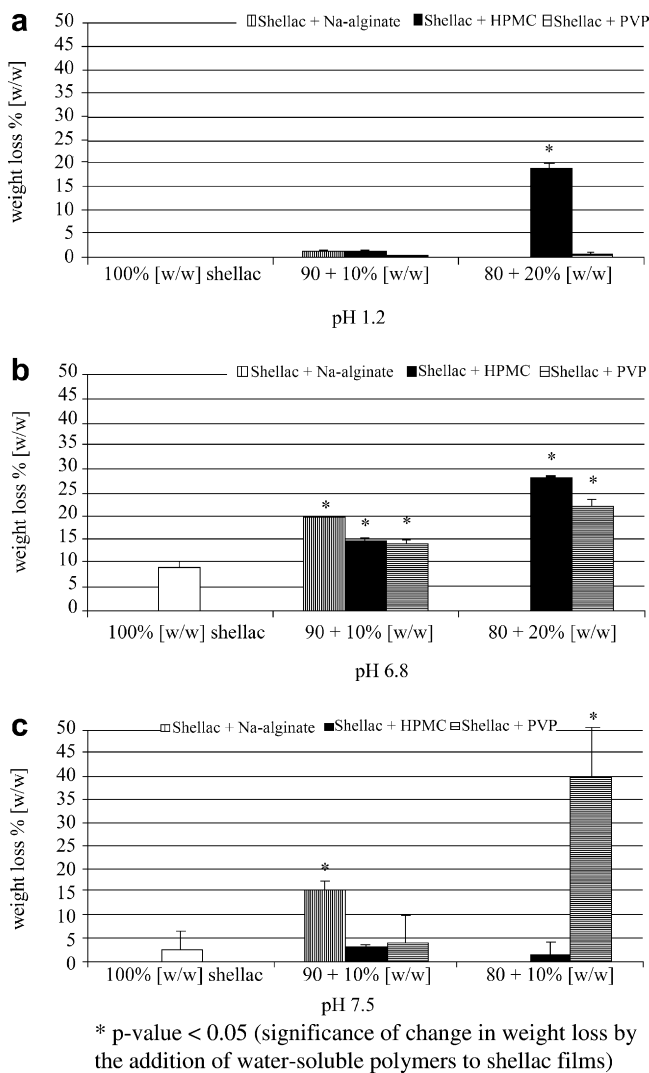 a
Shellac + Na-alginate Shellac + HPMC Shellac + PVP
weight loss % [w/w]
50
45
40
35
30
25
20
15
10
5
0
*
100% [w/w] shellac 90 + 10% [w/w] 80 + 20% [w/w]
pH 1.2
b
Shellac + Na-alginate Shellac + HPMC Shellac + PVP
weight loss % [w/w]
50
45
40
35
30
25
20
15
10
5
0
* * * * *
100% [w/w] shellac 90 + 10% [w/w] 80 + 20% [w/w]
pH 6.8
c
Shellac + Na-alginate Shellac + HPMC Shellac + PVP
weight loss % [w/w]
50
45
40
35
30
25
20
15
10
5
0
* *
100% [w/w] shellac 90 + 10% [w/w] 80 + 10% [w/w]
pH 7.5
* p-value < 0.05 (significance of change in weight loss by
the addition of water-soluble polymers to shellac films)